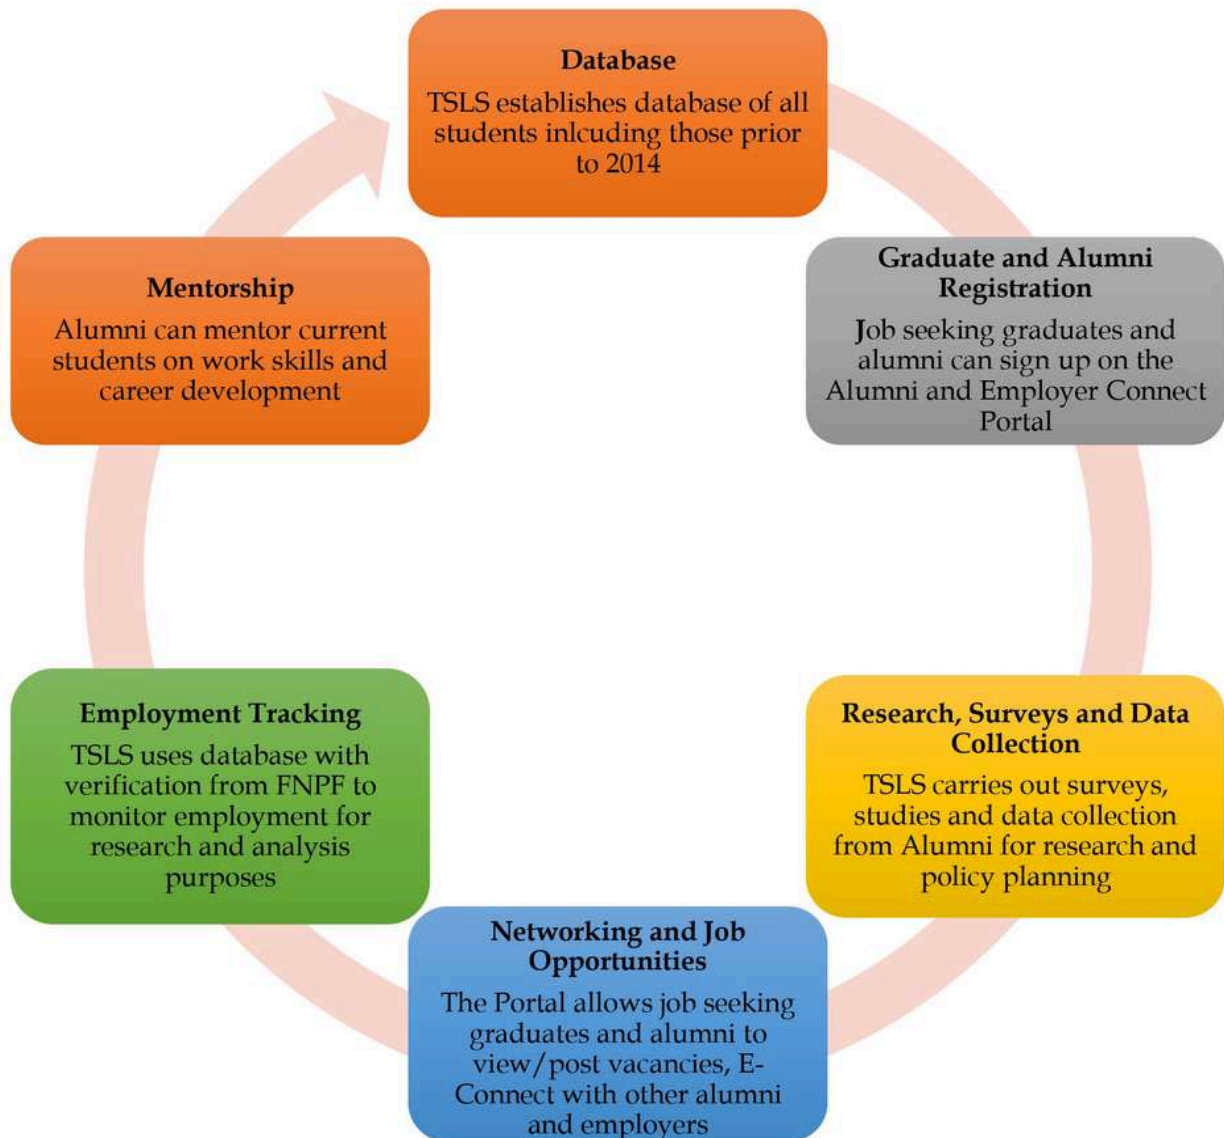 Database
TSLS establishes database of all
students inlcuding those prior
to 2014
Graduate and Alumni
Registration
Job seeking graduates and
alumni can sign up on the
Alumni and Employer Connect
Portal
Research, Surveys and Data
Collection
TSLS carries out surveys,
studies and data collection
from Alumni for research and
policy planning
Networking and Job
Opportunities
The Portal allows job seeking
graduates and alumni to
view/post vacancies, E-
Connect with other alumni
and employers
Employment Tracking
TSLS uses database with
verification from FNPF to
monitor employment for
research and analysis
purposes
Mentorship
Alumni can mentor current
students on work skills and
career development